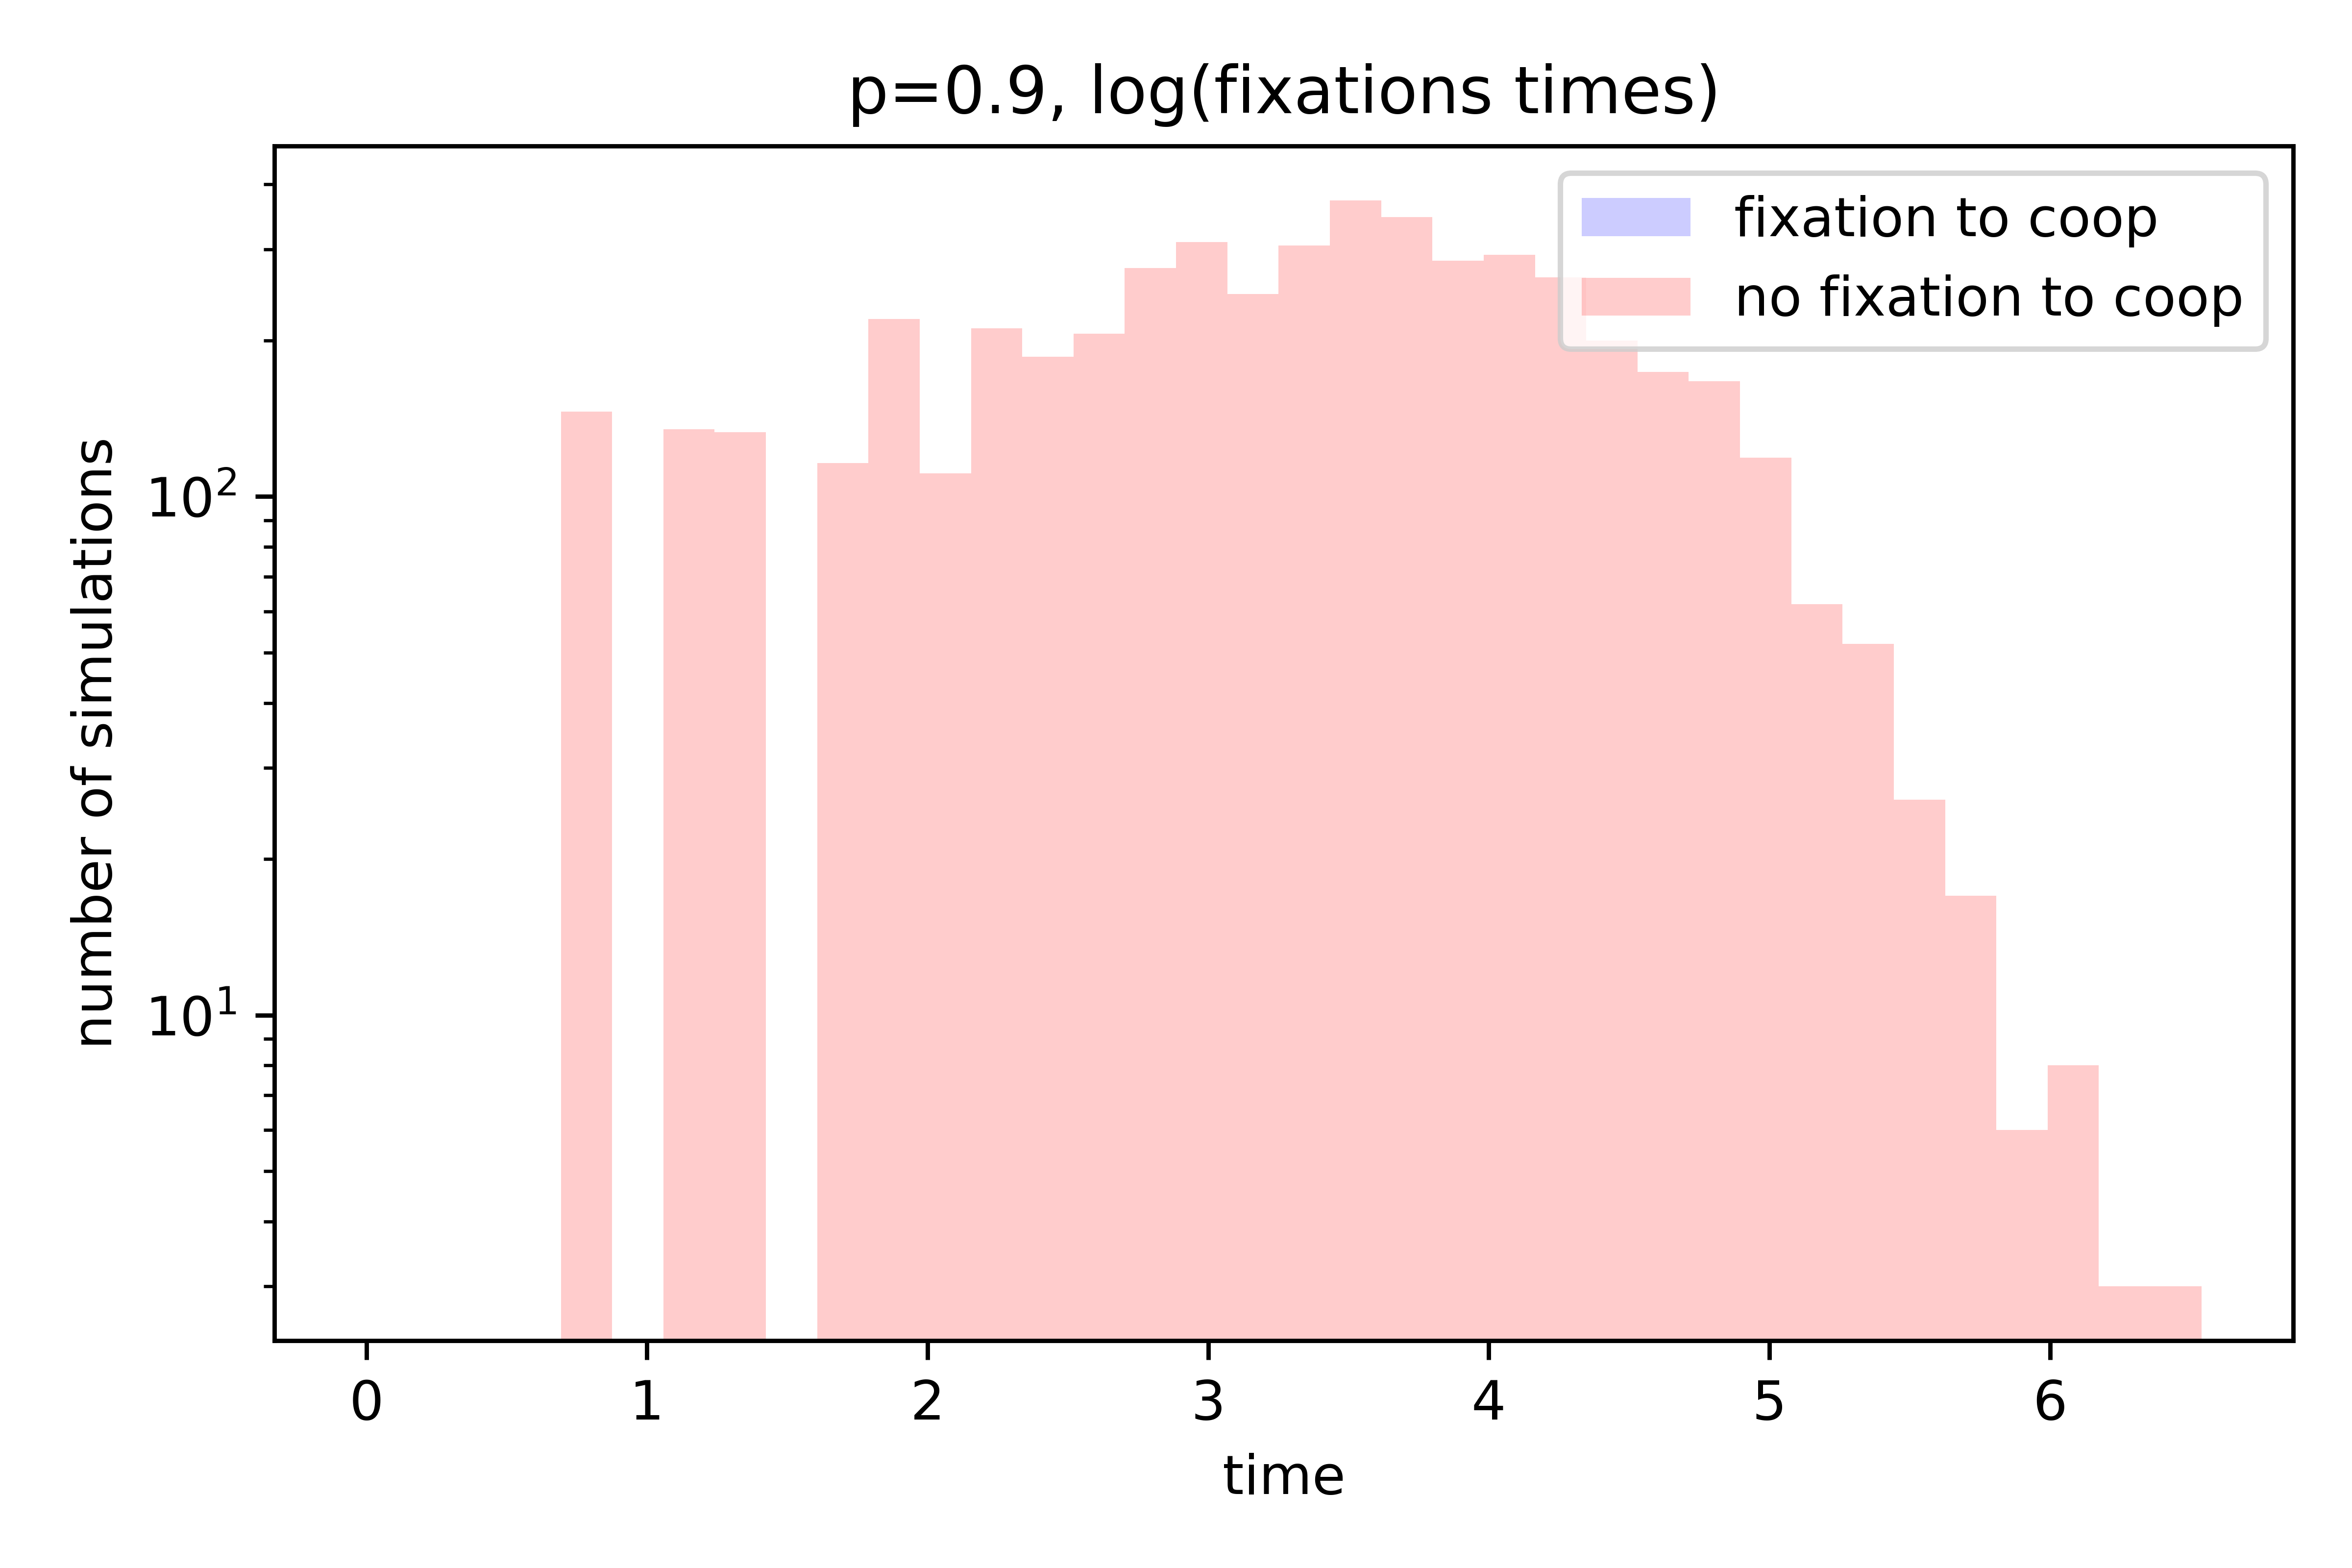 p=0.9, log(fixations times)
fixation to coop
no fixation to coop
number of simulations
10²
10¹
0 1 2 3 4 5 6
time